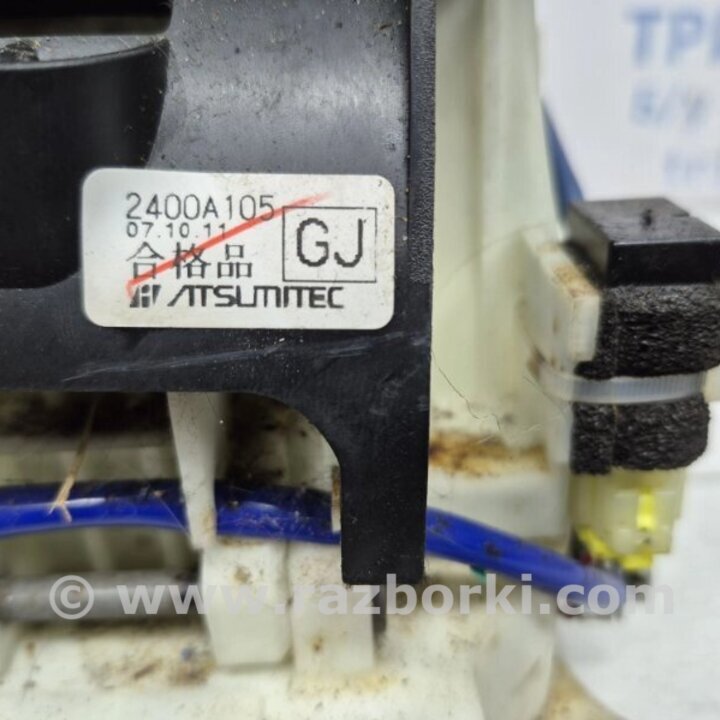 2400A105
07.10.11
合格品
GJ
ATSUMITEC
Б/У
© www.razborki.com